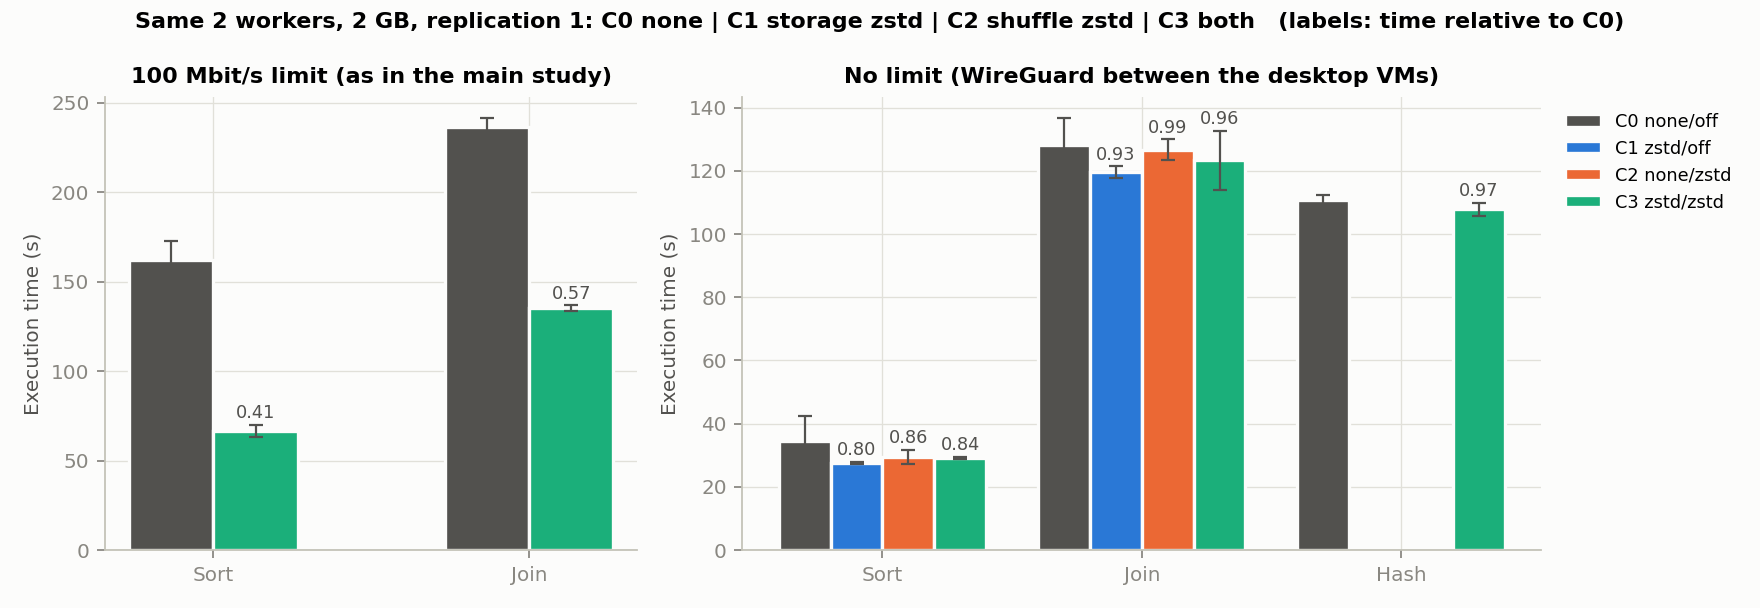 Same 2 workers, 2 GB, replication 1: C0 none | C1 storage zstd | C2 shuffle zstd | C3 both (labels: time relative to C0)
100 Mbit/s limit (as in the main study)
Execution time (s)
250
200
150
100
50
0
0.41
0.57
Sort
Join
No limit (WireGuard between the desktop VMs)
Execution time (s)
140
120
100
80
60
40
20
0
0.80
0.86
0.84
0.93
0.99
0.96
0.97
Sort
Join
Hash
C0 none/off
C1 zstd/off
C2 none/zstd
C3 zstd/zstd